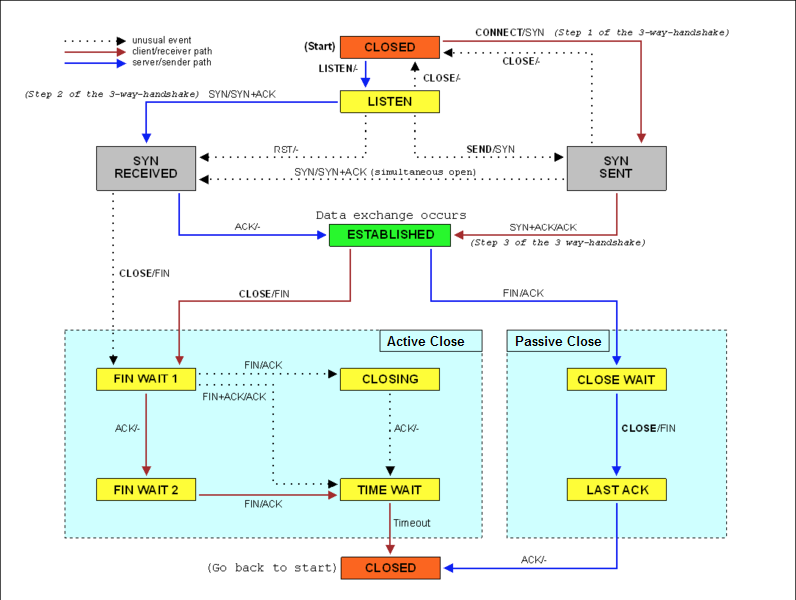 unusual event
client/receiver path
server/sender path
(Start)
CLOSED
CONNECT/SYN (Step 1 of the 3-way-handshake)
LISTEN/-
CLOSE/-
CLOSE/-
(Step 2 of the 3-way-handshake) SYN/SYN+ACK
LISTEN
RST/-
SEND/SYN
SYN
RECEIVED
SYN
SENT
SYN/SYN+ACK (simultaneous open)
Data exchange occurs
ACK/-
ESTABLISHED
SYN+ACK/ACK
(Step 3 of the 3 way-handshake)
CLOSE/FIN
CLOSE/FIN
FIN/ACK
Active Close
Passive Close
FIN WAIT 1
FIN/ACK
CLOSING
CLOSE WAIT
FIN+ACK/ACK
ACK/-
ACK/-
CLOSE/FIN
FIN WAIT 2
TIME WAIT
LAST ACK
FIN/ACK
Timeout
(Go back to start)
CLOSED
ACK/-